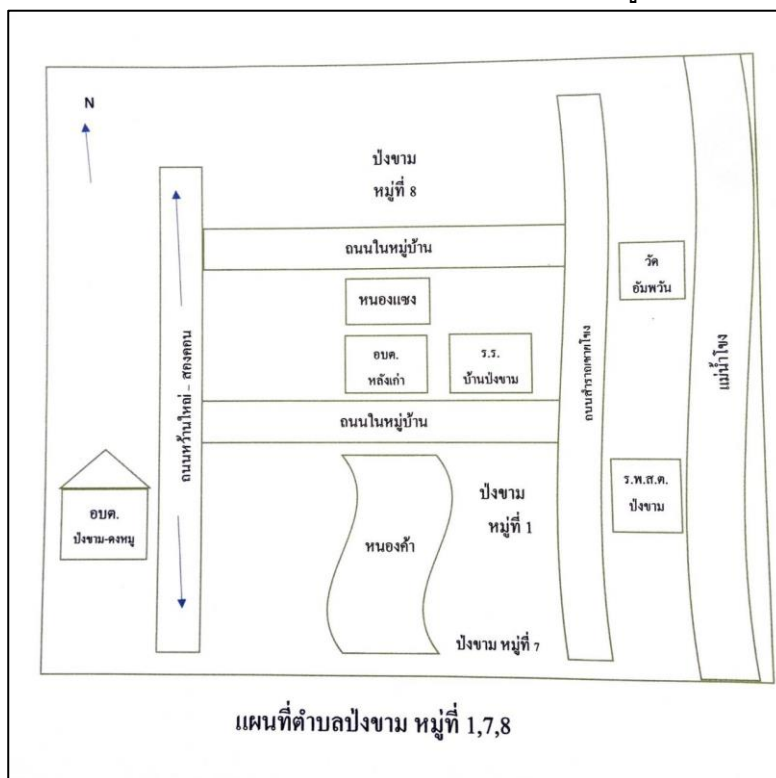 N
ป่งขาม
หมู่ที่ 8
ถนนในหมู่บ้าน
วัด
อัมพวัน
หนองแซง
อบต.
หลังเก่า
ร.ร.
บ้านป่งขาม
ถนนหว้านใหญ่ – สองคอน
ถนนสำราญชายโขง
แม่น้ำโขง
ถนนในหมู่บ้าน
อบต.
ป่งขาม-ดงหมู
หนองค้า
ป่งขาม
หมู่ที่ 1
ร.พ.ส.ต.
ป่งขาม
ป่งขาม หมู่ที่ 7
แผนที่ตำบลป่งขาม หมู่ที่ 1,7,8